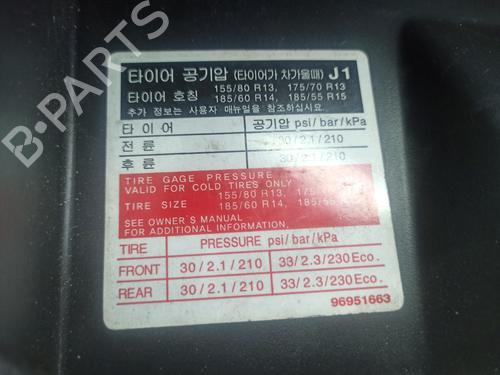 B-PARTS
타이어 공기압 (타이어가 차가울때) J1
타이어 호칭 155/80 R13, 175/70 R13
185/60 R14, 185/55 R15
추가 정보는 사용자 매뉴얼을 참조하십시오.
타이어 공기압 psi/bar/kPa
전륜 30/2.1/210
후륜 30/2.1/210
TIRE GAGE PRESSURE
VALID FOR COLD TIRES ONLY
TIRE SIZE 155/80 R13,
185/60 R14,
SEE OWNER'S MANUAL
FOR ADDITIONAL INFORMATION.
TIRE PRESSURE psi/bar/kPa
FRONT 30/2.1/210 33/2.3/230Eco.
REAR 30/2.1/210 33/2.3/230Eco.
96951663